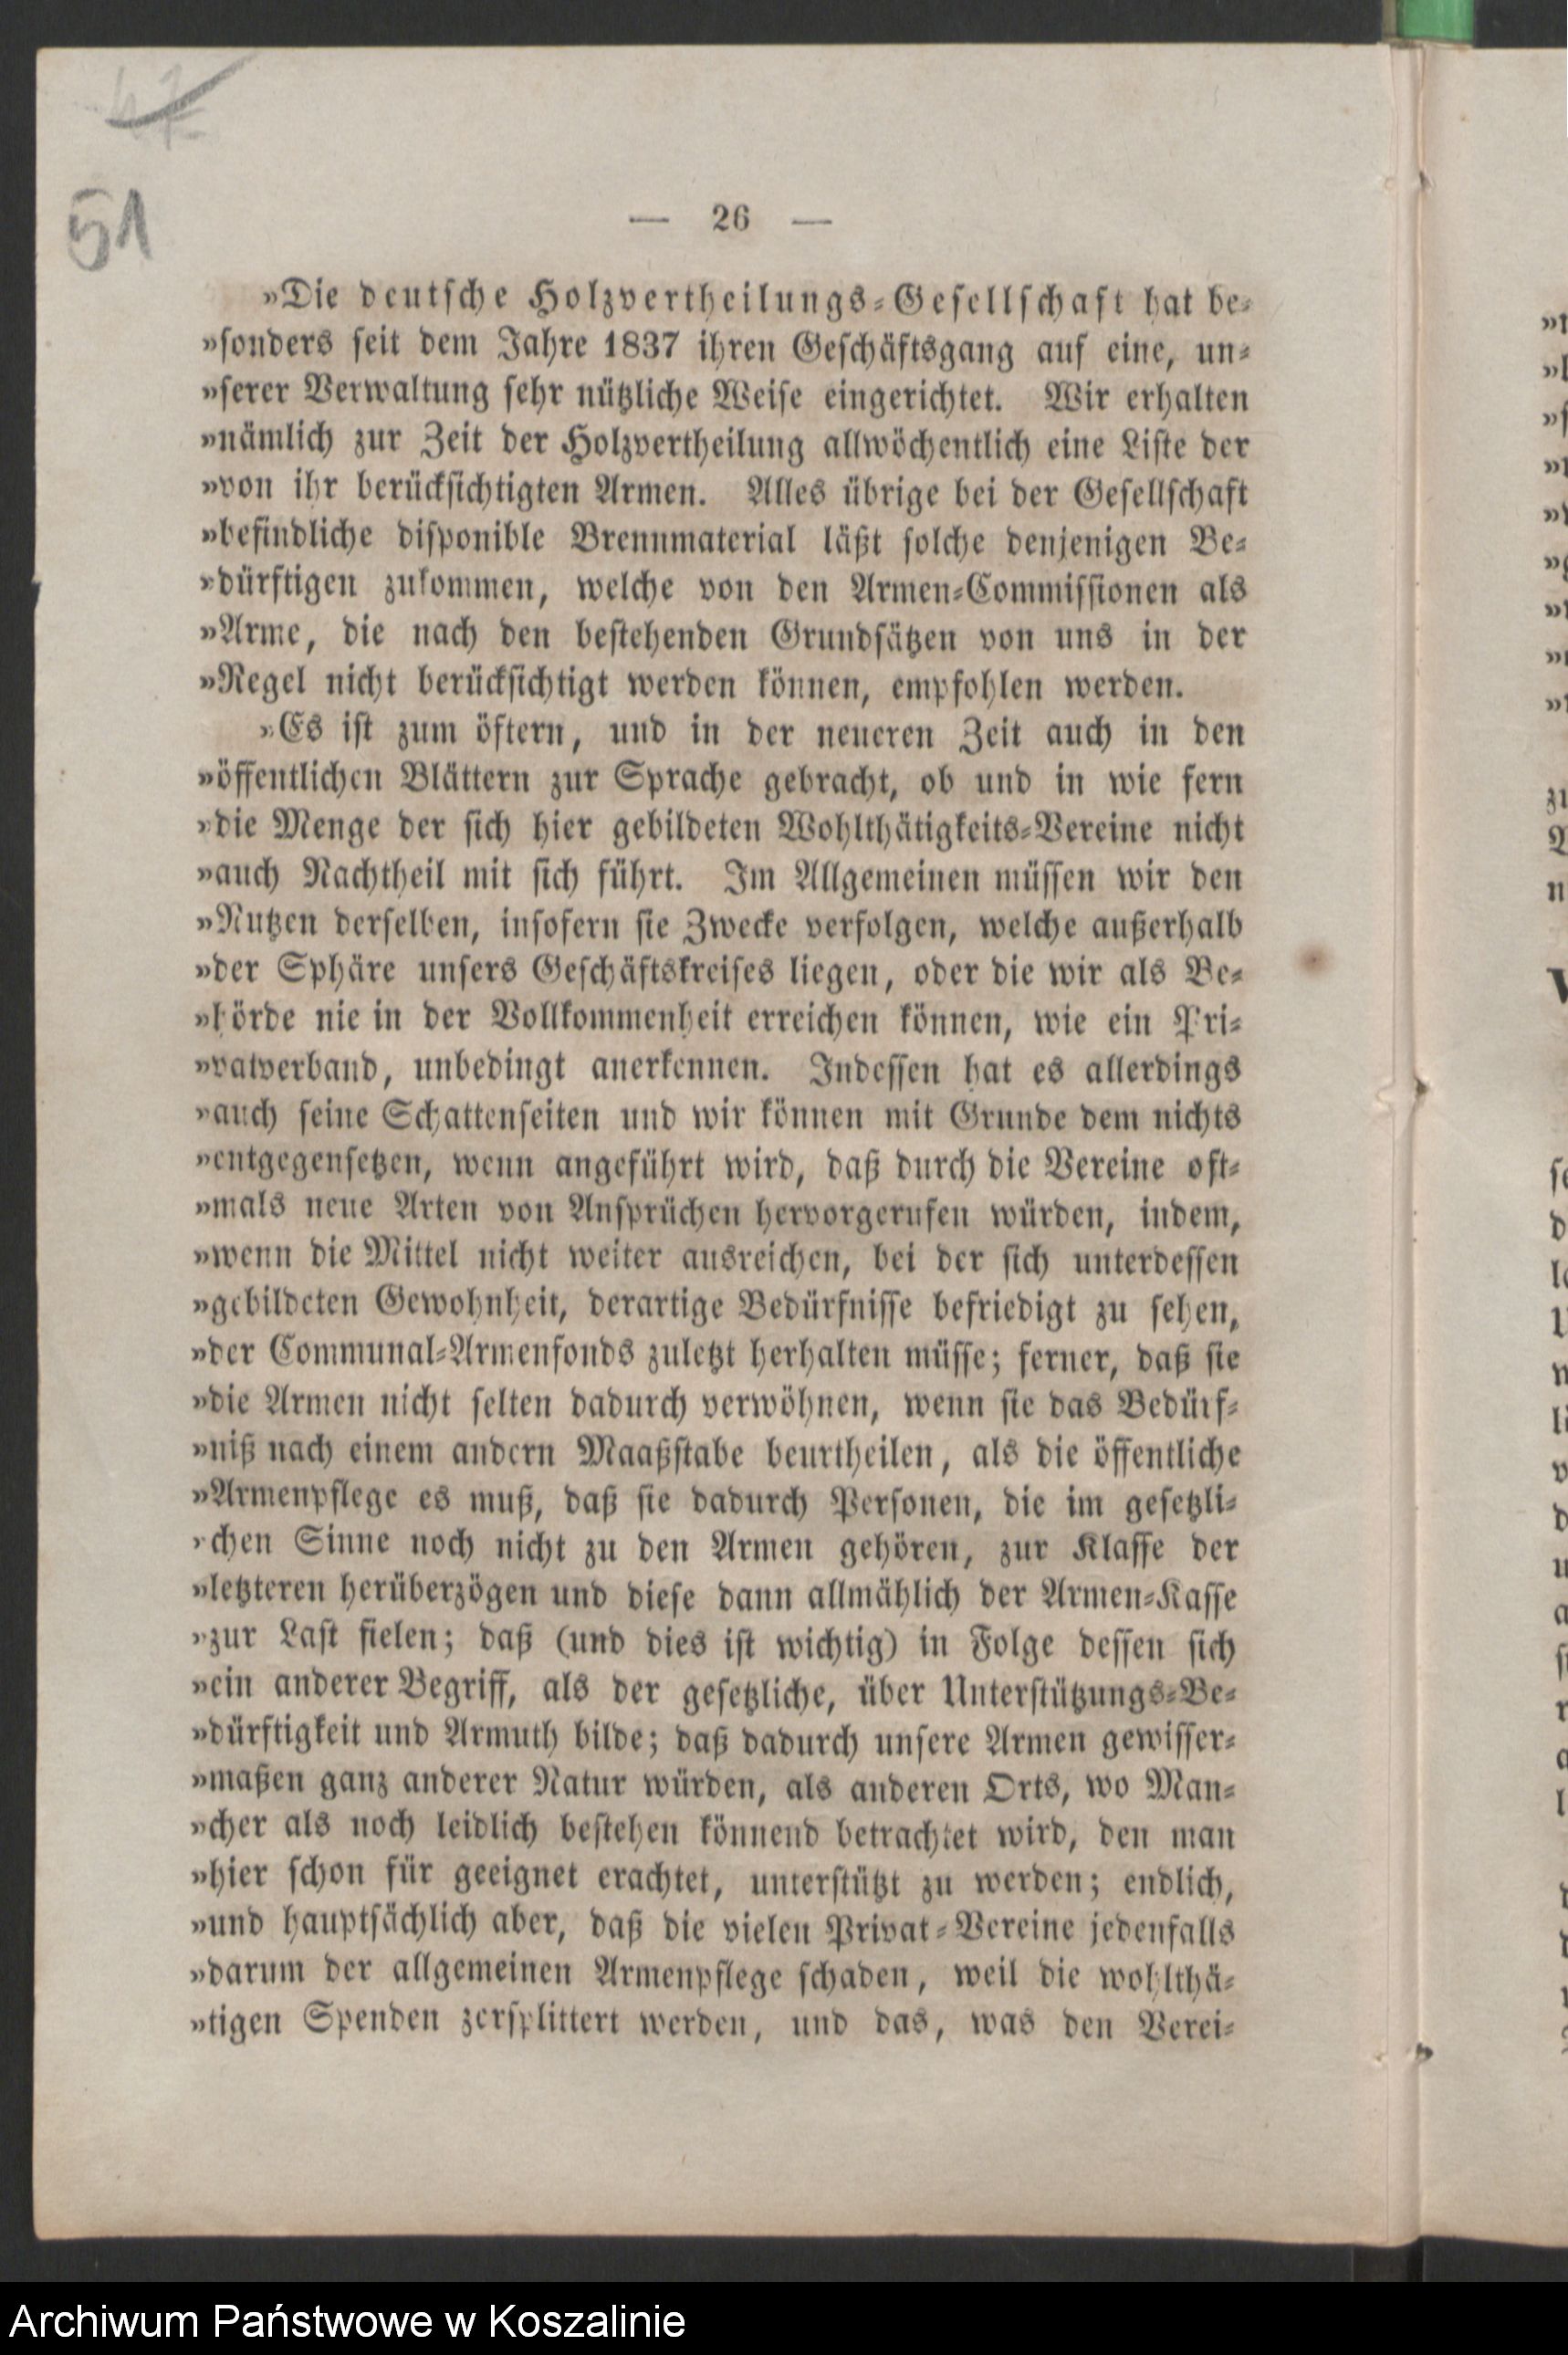 51
— 26 —
»Die deutsche Holzvertheilungs-Gesellschaft hat be-
»sonders seit dem Jahre 1837 ihren Geschäftsgang auf eine, un-
»serer Verwaltung sehr nützliche Weise eingerichtet. Wir erhalten
»nämlich zur Zeit der Holzvertheilung allwöchentlich eine Liste der
»von ihr berücksichtigten Armen. Alles übrige bei der Gesellschaft
»befindliche disponible Brennmaterial läßt solche denjenigen Be-
»dürftigen zukommen, welche von den Armen-Commissionen als
»Arme, die nach den bestehenden Grundsätzen von uns in der
»Regel nicht berücksichtigt werden können, empfohlen werden.
»Es ist zum öftern, und in der neueren Zeit auch in den
»öffentlichen Blättern zur Sprache gebracht, ob und in wie fern
»die Menge der sich hier gebildeten Wohlthätigkeits-Vereine nicht
»auch Nachtheil mit sich führt. Im Allgemeinen müssen wir den
»Nutzen derselben, insofern sie Zwecke verfolgen, welche außerhalb
»der Sphäre unsers Geschäftskreises liegen, oder die wir als Be-
»hörde nie in der Vollkommenheit erreichen können, wie ein Pri-
»vatverband, unbedingt anerkennen. Indessen hat es allerdings
»auch seine Schattenseiten und wir können mit Grunde dem nichts
»entgegensetzen, wenn angeführt wird, daß durch die Vereine oft-
»mals neue Arten von Ansprüchen hervorgerufen würden, indem,
»wenn die Mittel nicht weiter ausreichen, bei der sich unterdessen
»gebildeten Gewohnheit, derartige Bedürfnisse befriedigt zu sehen,
»der Communal-Armenfonds zuletzt herhalten müsse; ferner, daß sie
»die Armen nicht selten dadurch verwöhnen, wenn sie das Bedürf-
»niß nach einem andern Maaßstabe beurtheilen, als die öffentliche
»Armenpflege es muß, daß sie dadurch Personen, die im gesetzli-
»chen Sinne noch nicht zu den Armen gehören, zur Klasse der
»letzteren herüberzögen und diese dann allmählich der Armen-Kasse
»zur Last fielen; daß (und dies ist wichtig) in Folge dessen sich
»ein anderer Begriff, als der gesetzliche, über Unterstützungs-Be-
»dürftigkeit und Armuth bilde; daß dadurch unsere Armen gewisser-
»maßen ganz anderer Natur würden, als anderen Orts, wo Man-
»cher als noch leidlich bestehen könnend betrachtet wird, den man
»hier schon für geeignet erachtet, unterstützt zu werden; endlich,
»und hauptsächlich aber, daß die vielen Privat-Vereine jedenfalls
»darum der allgemeinen Armenpflege schaden, weil die wohlthä-
»tigen Spenden zersplittert werden, und das, was den Verei-
Archiwum Państwowe w Koszalinie